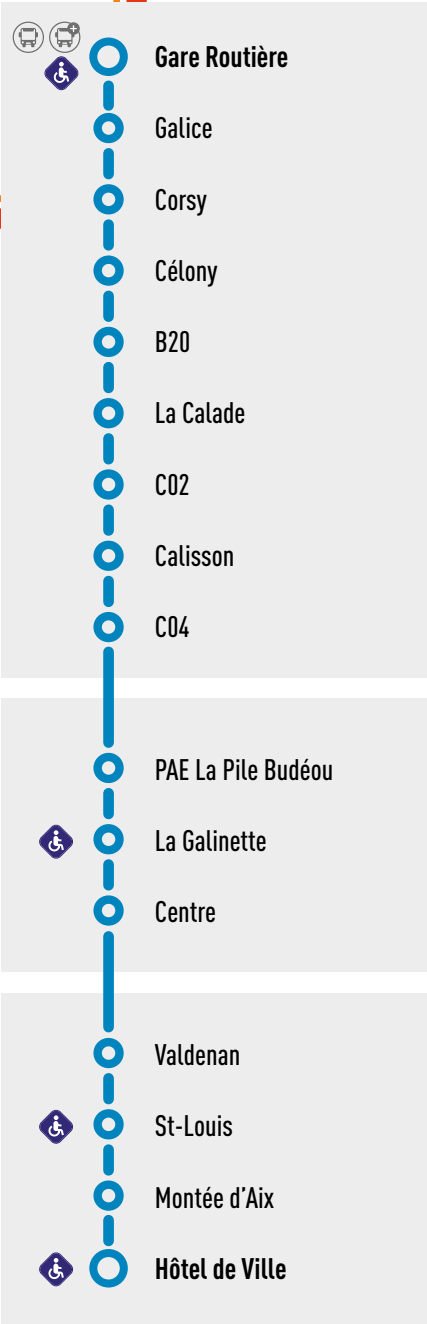 Gare Routière
Galice
Corsy
Célony
B20
La Calade
C02
Calisson
C04
PAE La Pile Budéou
La Galinette
Centre
Valdenan
St-Louis
Montée d’Aix
Hôtel de Ville